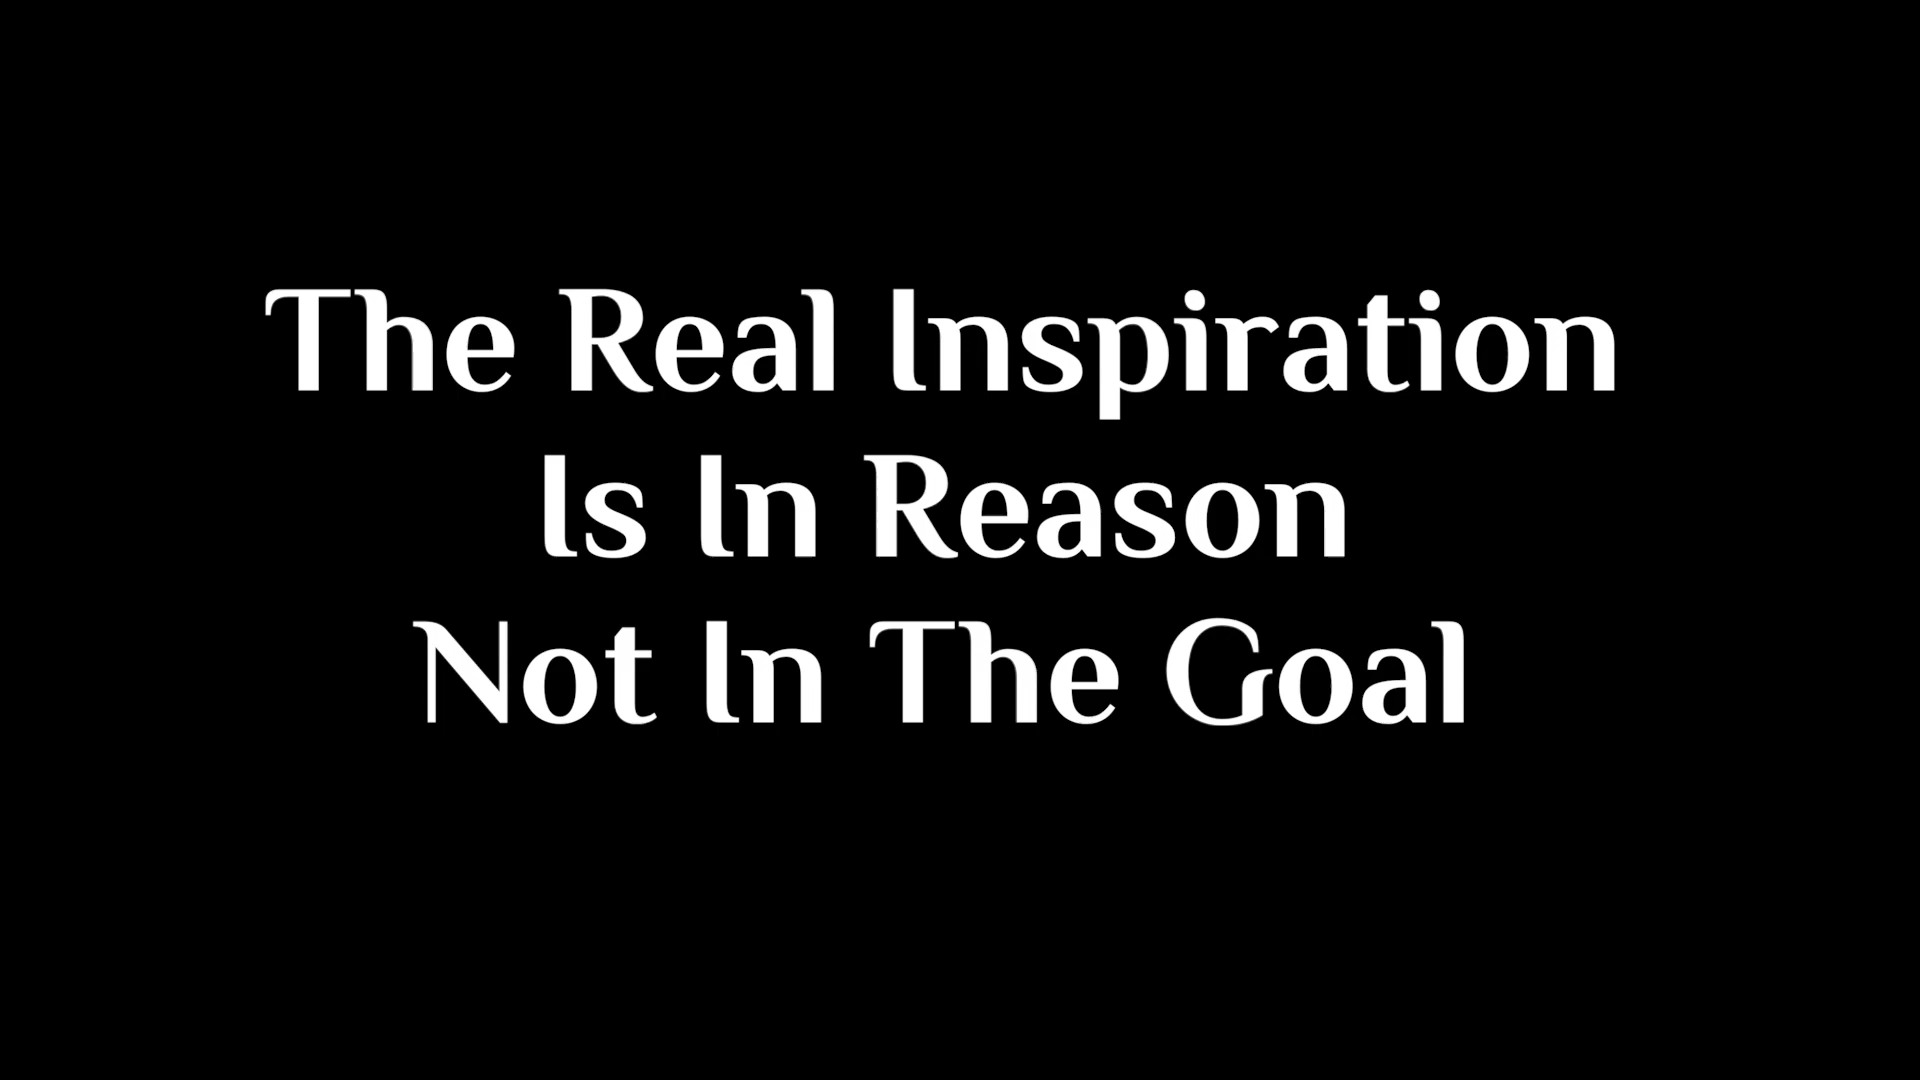 The Real Inspiration
Is In Reason
Not In The Goal